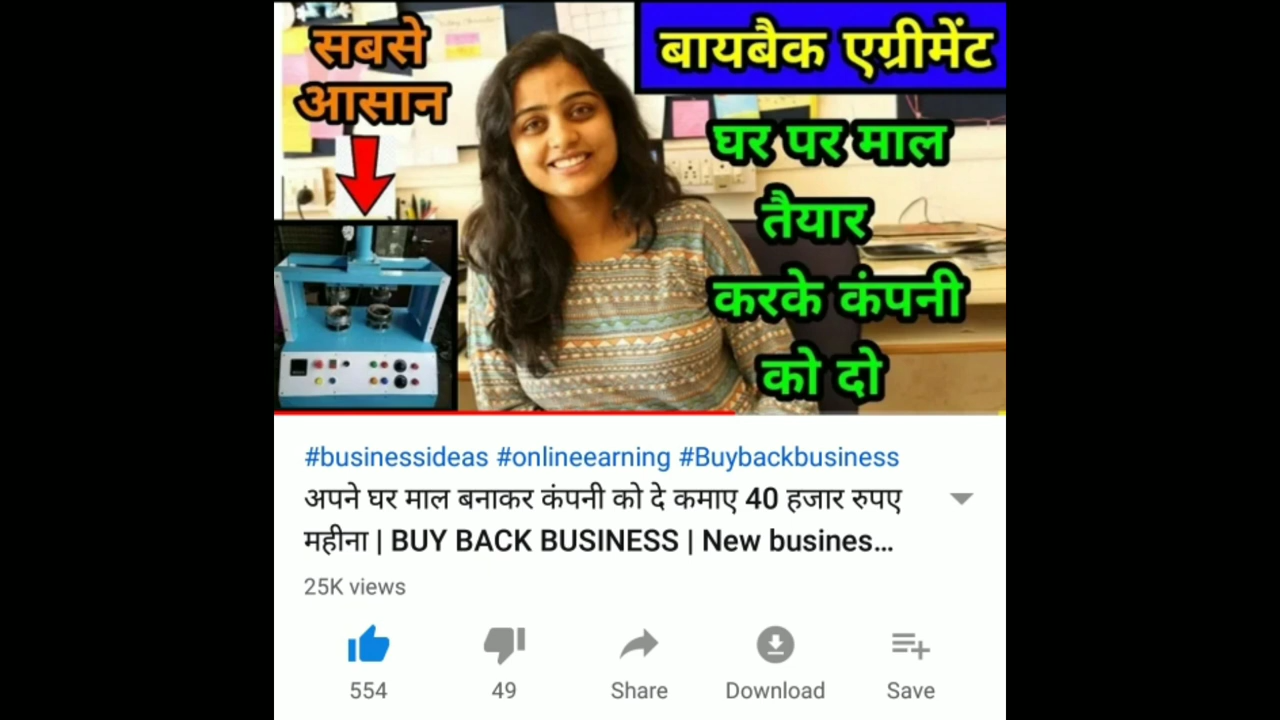 सबसे
आसान
बायबैक एग्रीमेंट
घर पर माल
तैयार
करके कंपनी
को दो
#businessideas #onlineearning #Buybackbusiness
अपने घर माल बनाकर कंपनी को दे कमाए 40 हजार रुपए
महीना | BUY BACK BUSINESS | New busines...
25K views
554
49
Share
Download
Save